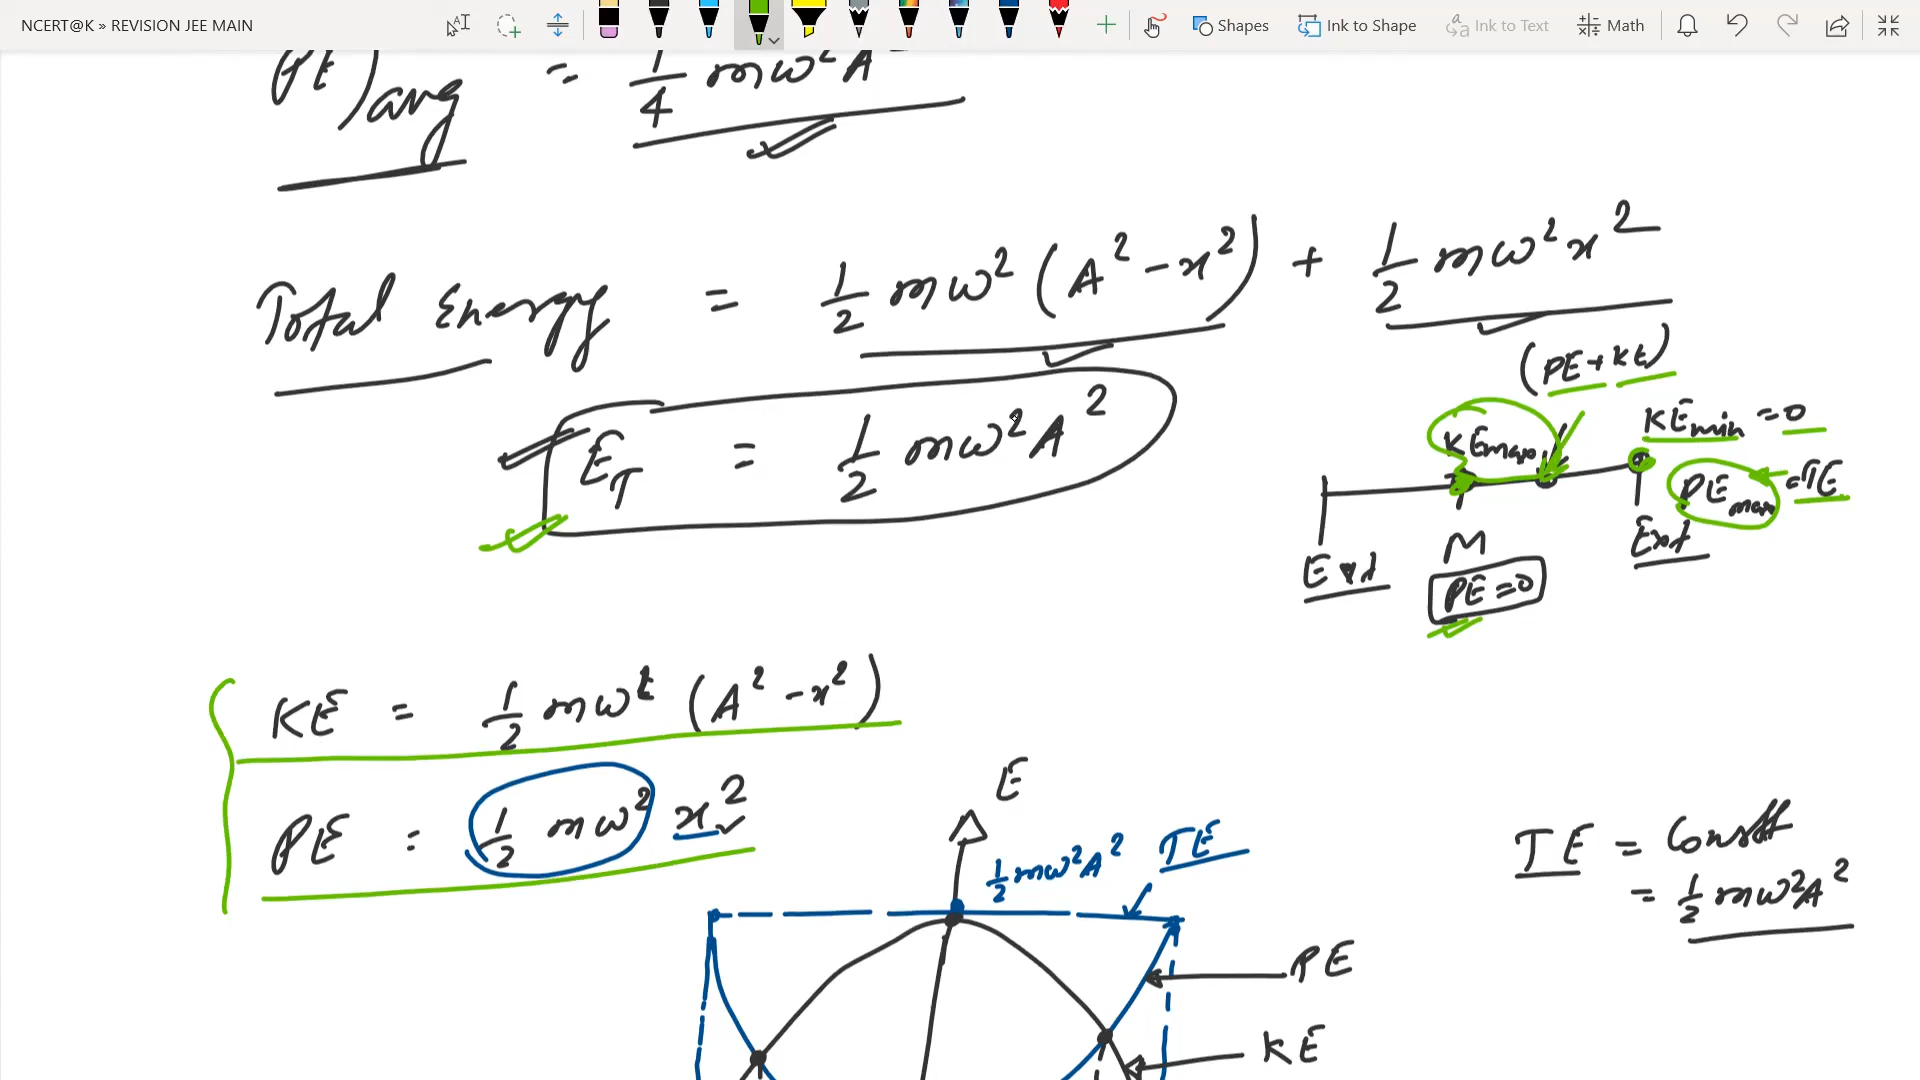 NCERT@K » REVISION JEE MAIN
Shapes Ink to Shape Ink to Text Math
PE)avg = 1/4 mω²A²
Total Energy = 1/2 mω² (A² - x²) + 1/2 mω²x²
(PE + KE)
E_T = 1/2 mω²A²
KEmax KEmin = 0
PEmax = TE
Ext M Ext
PE = 0
KE = 1/2 mω² (A² - x²)
PE = 1/2 mω² x²
E
1/2 mω²A² TE
TE = Constt
= 1/2 mω²A²
PE
KE